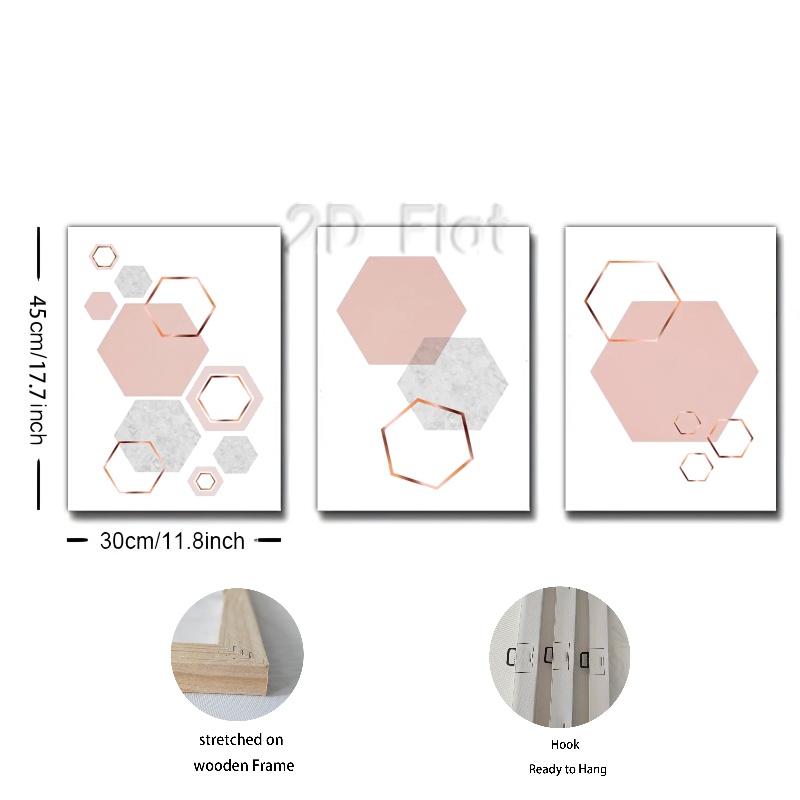 2D Flat
45cm/17.7inch
30cm/11.8inch
stretched on
wooden Frame
Hook
Ready to Hang